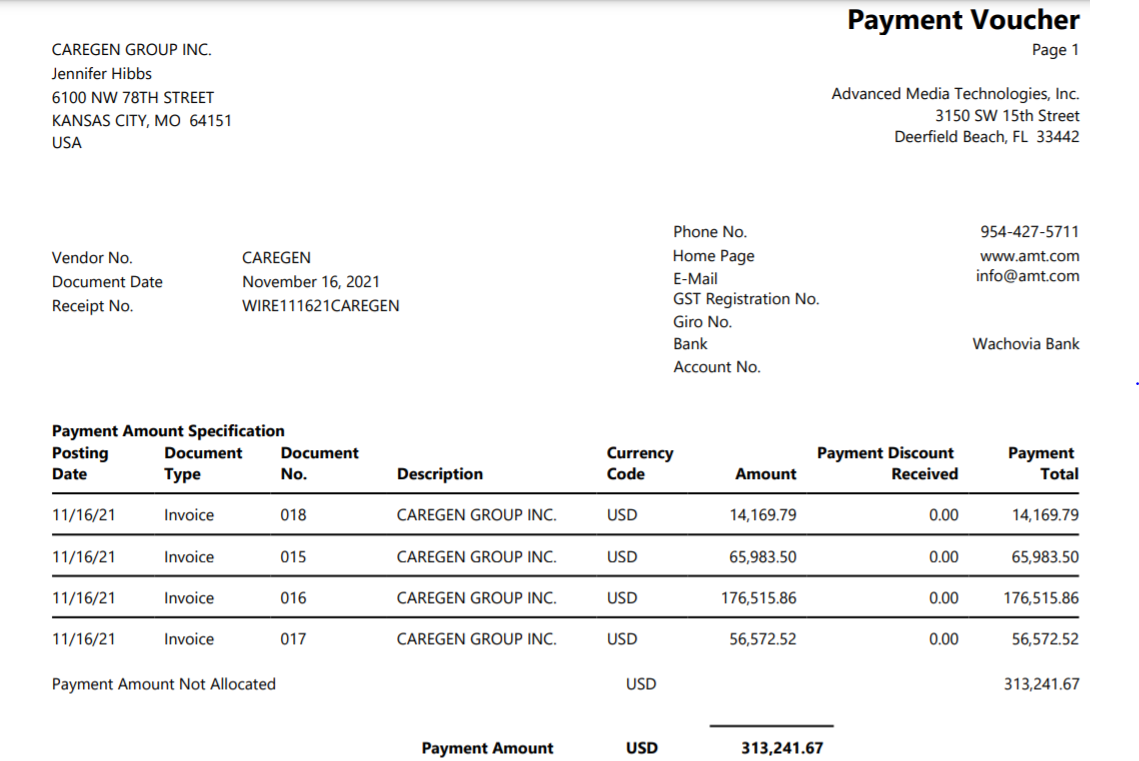 Payment Voucher
Page 1
CAREGEN GROUP INC.
Jennifer Hibbs
6100 NW 78TH STREET
KANSAS CITY, MO 64151
USA
Advanced Media Technologies, Inc.
3150 SW 15th Street
Deerfield Beach, FL 33442
Vendor No. CAREGEN
Document Date November 16, 2021
Receipt No. WIRE111621CAREGEN
Phone No. 954-427-5711
Home Page www.amt.com
E-Mail info@amt.com
GST Registration No.
Giro No.
Bank Wachovia Bank
Account No.
Payment Amount Specification
Posting Document Document Currency Payment Discount Payment
Date Type No. Description Code Amount Received Total
11/16/21 Invoice 018 CAREGEN GROUP INC. USD 14,169.79 0.00 14,169.79
11/16/21 Invoice 015 CAREGEN GROUP INC. USD 65,983.50 0.00 65,983.50
11/16/21 Invoice 016 CAREGEN GROUP INC. USD 176,515.86 0.00 176,515.86
11/16/21 Invoice 017 CAREGEN GROUP INC. USD 56,572.52 0.00 56,572.52
Payment Amount Not Allocated USD 313,241.67
Payment Amount USD 313,241.67